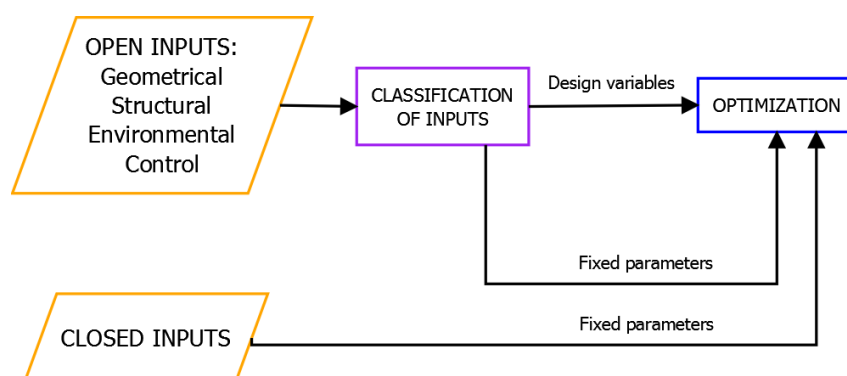 OPEN INPUTS:
Geometrical
Structural
Environmental
Control
CLASSIFICATION
OF INPUTS
Design variables
OPTIMIZATION
Fixed parameters
CLOSED INPUTS
Fixed parameters